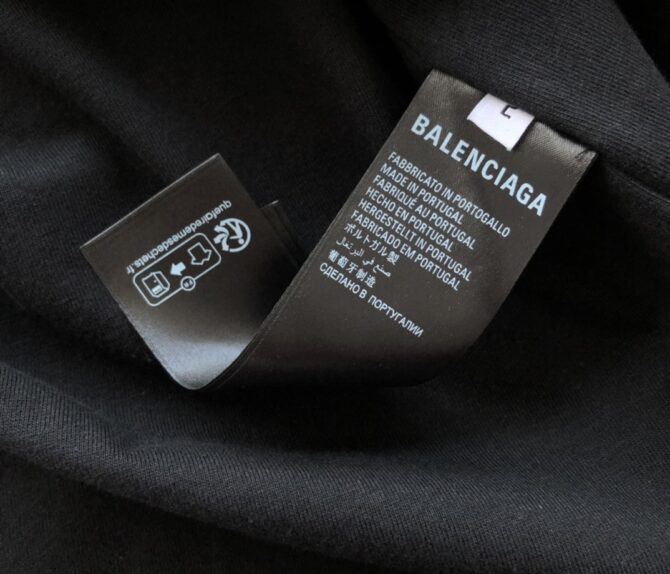 L
BALENCIAGA
FABBRICATO IN PORTOGALLO
MADE IN PORTUGAL
FABRIQUÉ AU PORTUGAL
HECHO EN PORTUGAL
HERGESTELLT IN PORTUGAL
FABRICADO EM PORTUGAL
ポルトガル製
صنع في البرتغال
葡萄牙制造
СДЕЛАНО В ПОРТУГАЛИИ
quefairedemesdechets.fr
FR